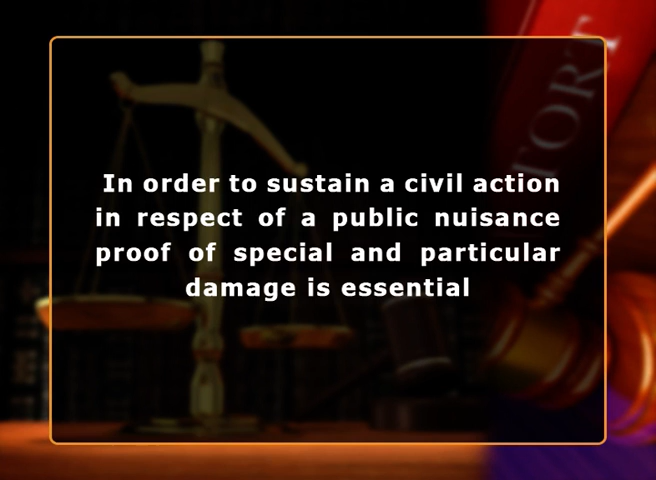 TORT
In order to sustain a civil action
in respect of a public nuisance
proof of special and particular
damage is essential